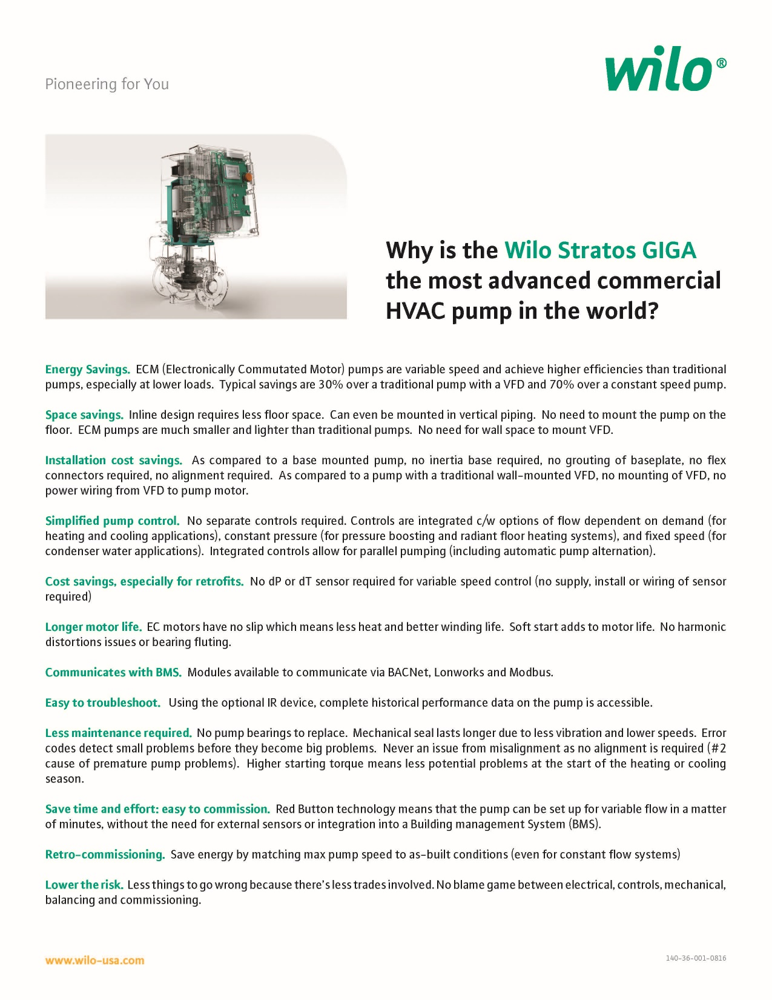 Pioneering for You
wilo®
Why is the Wilo Stratos GIGA
the most advanced commercial
HVAC pump in the world?
Energy Savings. ECM (Electronically Commutated Motor) pumps are variable speed and achieve higher efficiencies than traditional
pumps, especially at lower loads. Typical savings are 30% over a traditional pump with a VFD and 70% over a constant speed pump.
Space savings. Inline design requires less floor space. Can even be mounted in vertical piping. No need to mount the pump on the
floor. ECM pumps are much smaller and lighter than traditional pumps. No need for wall space to mount VFD.
Installation cost savings. As compared to a base mounted pump, no inertia base required, no grouting of baseplate, no flex
connectors required, no alignment required. As compared to a pump with a traditional wall-mounted VFD, no mounting of VFD, no
power wiring from VFD to pump motor.
Simplified pump control. No separate controls required. Controls are integrated c/w options of flow dependent on demand (for
heating and cooling applications), constant pressure (for pressure boosting and radiant floor heating systems), and fixed speed (for
condenser water applications). Integrated controls allow for parallel pumping (including automatic pump alternation).
Cost savings, especially for retrofits. No dP or dT sensor required for variable speed control (no supply, install or wiring of sensor
required)
Longer motor life. EC motors have no slip which means less heat and better winding life. Soft start adds to motor life. No harmonic
distortions issues or bearing fluting.
Communicates with BMS. Modules available to communicate via BACNet, Lonworks and Modbus.
Easy to troubleshoot. Using the optional IR device, complete historical performance data on the pump is accessible.
Less maintenance required. No pump bearings to replace. Mechanical seal lasts longer due to less vibration and lower speeds. Error
codes detect small problems before they become big problems. Never an issue from misalignment as no alignment is required (#2
cause of premature pump problems). Higher starting torque means less potential problems at the start of the heating or cooling
season.
Save time and effort: easy to commission. Red Button technology means that the pump can be set up for variable flow in a matter
of minutes, without the need for external sensors or integration into a Building management System (BMS).
Retro-commissioning. Save energy by matching max pump speed to as-built conditions (even for constant flow systems)
Lower the risk. Less things to go wrong because there's less trades involved. No blame game between electrical, controls, mechanical,
balancing and commissioning.
www.wilo-usa.com
140-36-001-0816